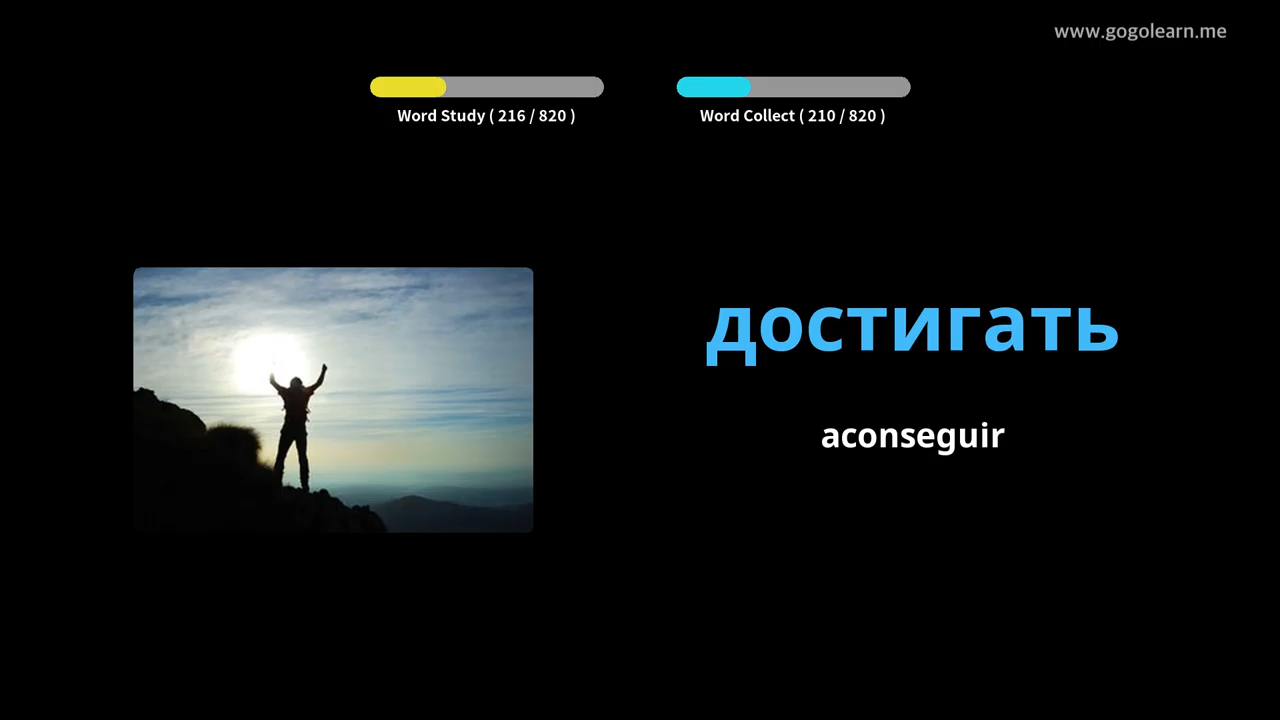 www.gogolearn.me
Word Study ( 216 / 820 )
Word Collect ( 210 / 820 )
достигать
aconseguir